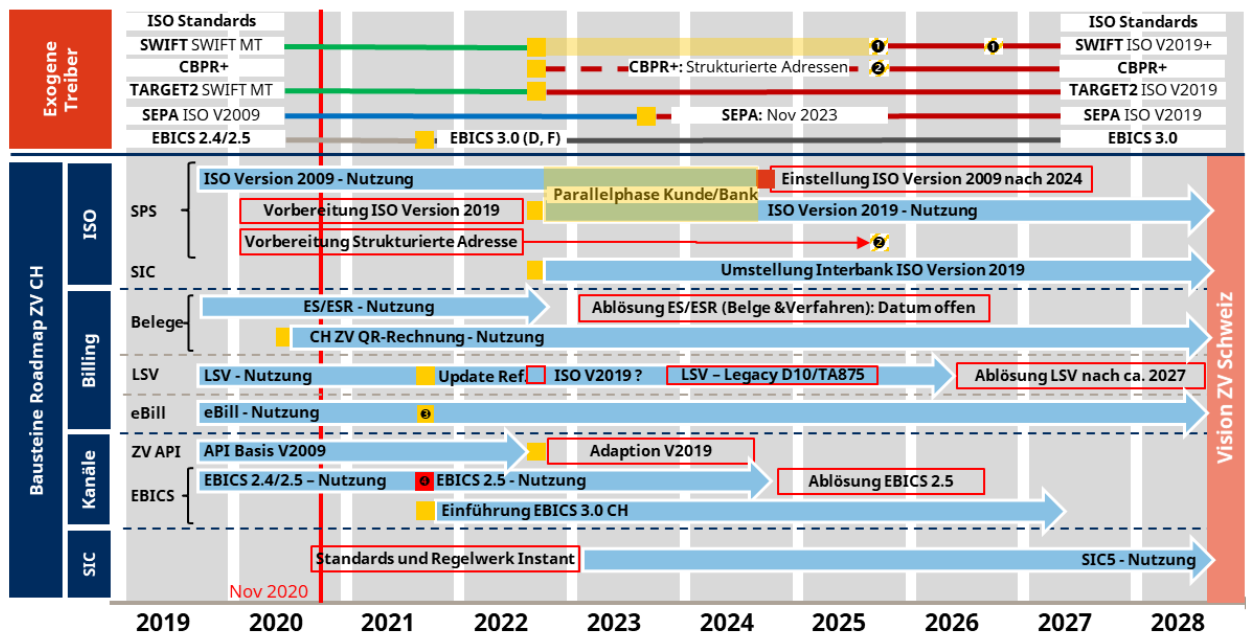 Exogene
Treiber
ISO Standards
ISO Standards
SWIFT SWIFT MT
❶
❶
SWIFT ISO V2019+
CBPR+
CBPR+: Strukturierte Adressen
❷
CBPR+
TARGET2 SWIFT MT
TARGET2 ISO V2019
SEPA ISO V2009
SEPA: Nov 2023
SEPA ISO V2019
EBICS 2.4/2.5
EBICS 3.0 (D, F)
EBICS 3.0
Bausteine Roadmap ZV CH
ISO
SPS
ISO Version 2009 - Nutzung
Einstellung ISO Version 2009 nach 2024
Parallelphase Kunde/Bank
Vorbereitung ISO Version 2019
ISO Version 2019 - Nutzung
Vorbereitung Strukturierte Adresse
❷
SIC
Umstellung Interbank ISO Version 2019
Billing
Belege
ES/ESR - Nutzung
Ablösung ES/ESR (Belge &Verfahren): Datum offen
CH ZV QR-Rechnung - Nutzung
LSV
LSV - Nutzung
Update Ref.
ISO V2019 ?
LSV – Legacy D10/TA875
Ablösung LSV nach ca. 2027
eBill
eBill - Nutzung
❸
Kanäle
ZV API
API Basis V2009
Adaption V2019
EBICS
EBICS 2.4/2.5 – Nutzung
❹
EBICS 2.5 - Nutzung
Ablösung EBICS 2.5
Einführung EBICS 3.0 CH
SIC
Standards und Regelwerk Instant
SIC5 - Nutzung
Vision ZV Schweiz
Nov 2020
2019 2020 2021 2022 2023 2024 2025 2026 2027 2028